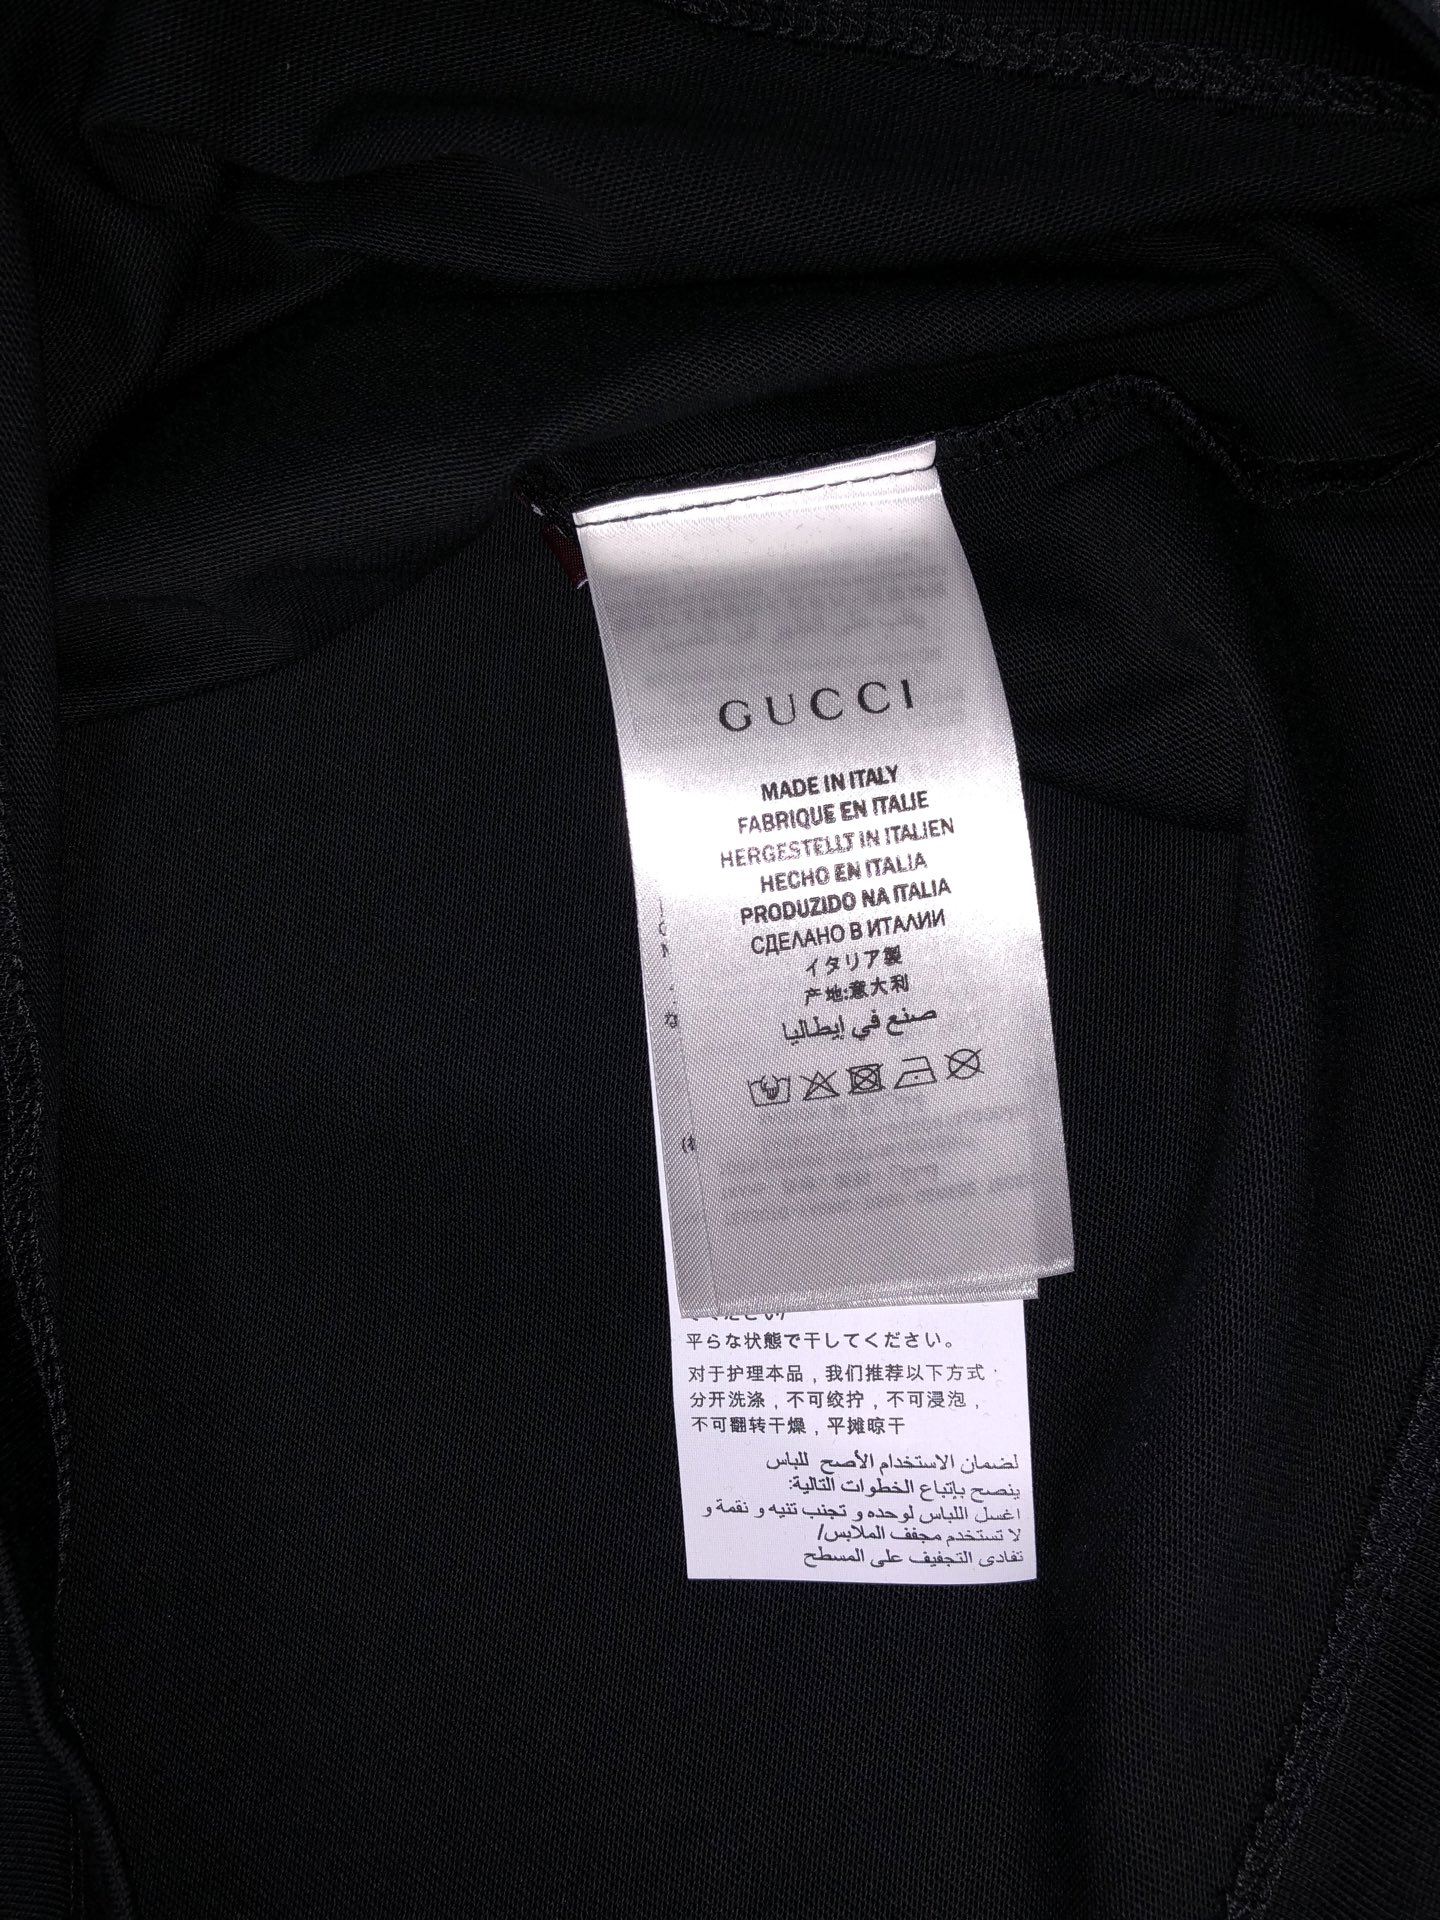 GUCCI
MADE IN ITALY
FABRIQUE EN ITALIE
HERGESTELLT IN ITALIEN
HECHO EN ITALIA
PRODUZIDO NA ITALIA
СДЕЛАНО В ИТАЛИИ
イタリア製
产地:意大利
صنع في إيطاليا
平らな状態で干してください。
对于护理本品，我们推荐以下方式:
分开洗涤，不可绞拧，不可浸泡，
不可翻转干燥，平摊晾干
لضمان الاستخدام الأصح للباس
ينصح بإتباع الخطوات التالية:
اغسل اللباس لوحده و تجنب تنيه و نقمة و
لا تستخدم مجفف الملابس/
تفادى التجفيف على المسطح